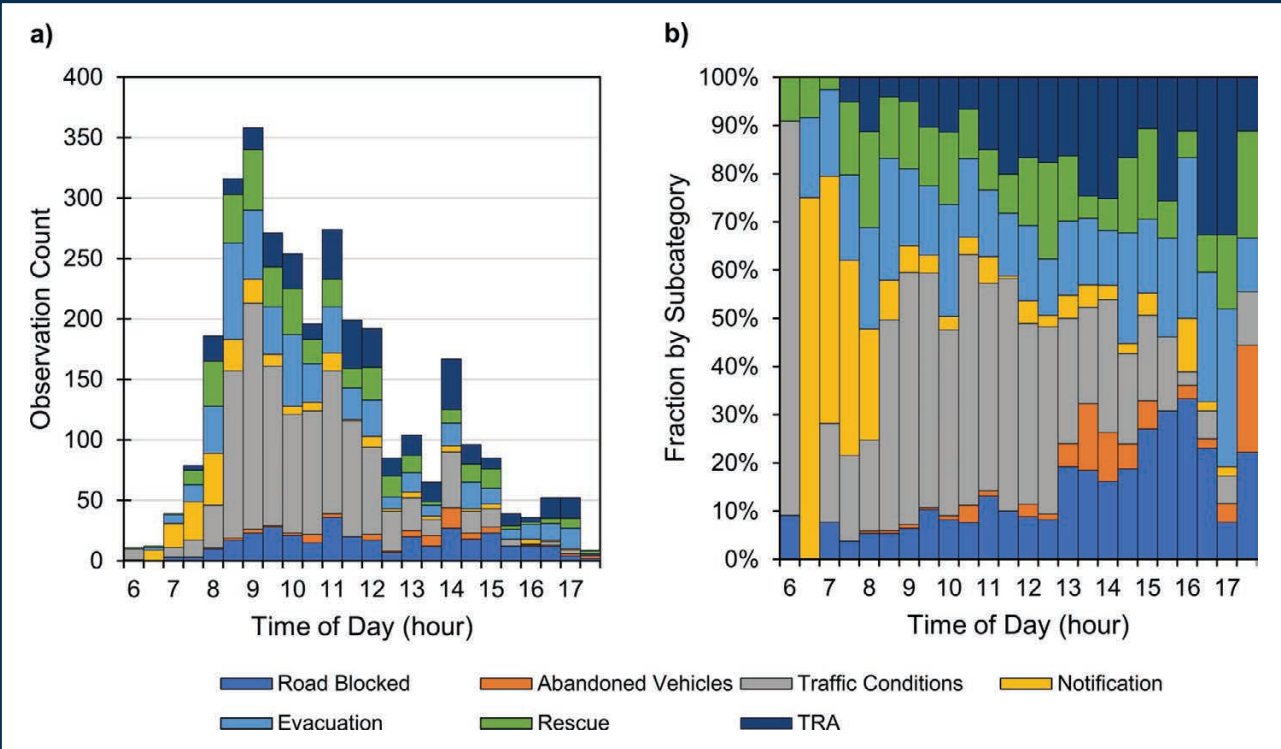 a)
400
350
300
250
200
150
100
50
0
Observation Count
6 7 8 9 10 11 12 13 14 15 16 17
Time of Day (hour)
b)
100%
90%
80%
70%
60%
50%
40%
30%
20%
10%
0%
Fraction by Subcategory
6 7 8 9 10 11 12 13 14 15 16 17
Time of Day (hour)
Road Blocked Abandoned Vehicles Traffic Conditions Notification
Evacuation Rescue TRA